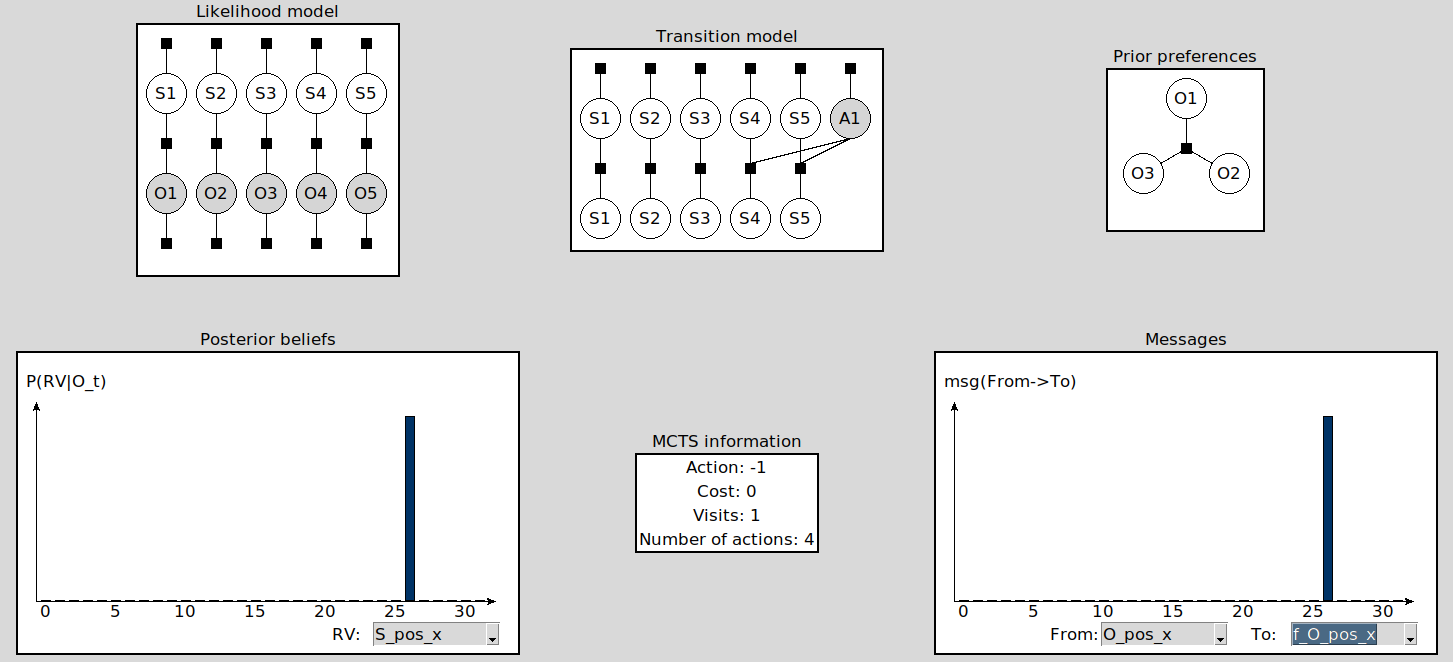 Likelihood model
S1 S2 S3 S4 S5
O1 O2 O3 O4 O5
Transition model
S1 S2 S3 S4 S5 A1
S1 S2 S3 S4 S5
Prior preferences
O1
O3 O2
Posterior beliefs
P(RV|O_t)
0 5 10 15 20 25 30
RV: S_pos_x
MCTS information
Action: -1
Cost: 0
Visits: 1
Number of actions: 4
Messages
msg(From->To)
0 5 10 15 20 25 30
From: O_pos_x To: f_O_pos_x